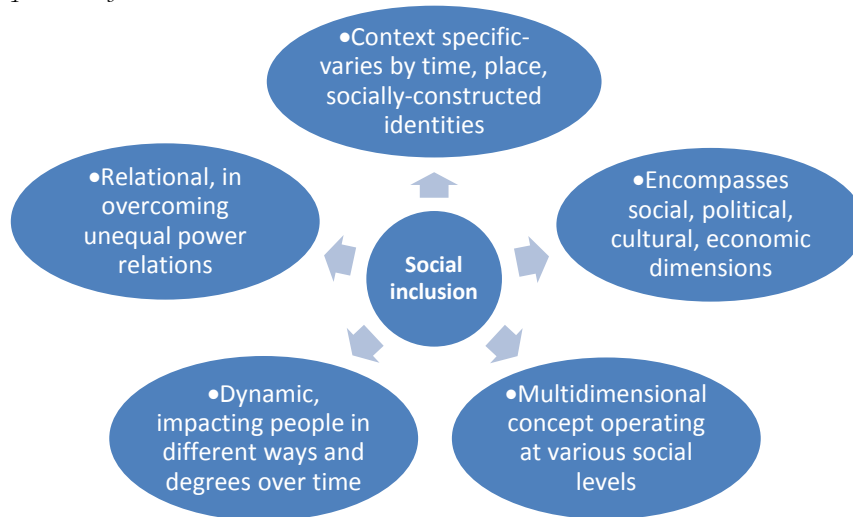 •Context specific-
varies by time, place,
socially-constructed
identities
•Relational, in
overcoming
unequal power
relations
•Encompasses
social, political,
cultural, economic
dimensions
Social
inclusion
•Dynamic,
impacting people in
different ways and
degrees over time
•Multidimensional
concept operating
at various social
levels